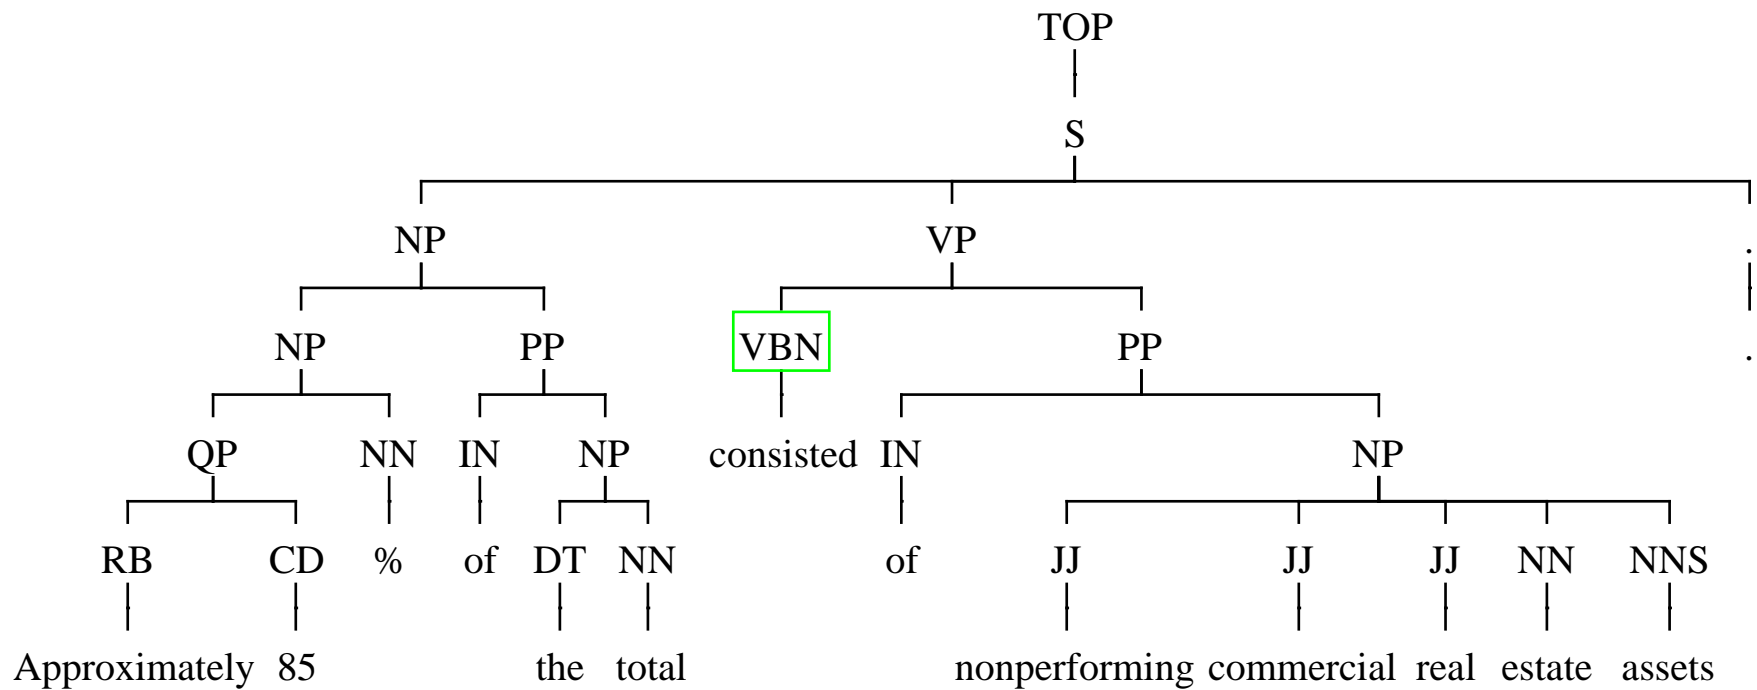 TOP
S
NP VP .
NP PP VBN PP .
QP NN IN NP consisted IN NP
RB CD % of DT NN of JJ JJ JJ NN NNS
Approximately 85 the total nonperforming commercial real estate assets